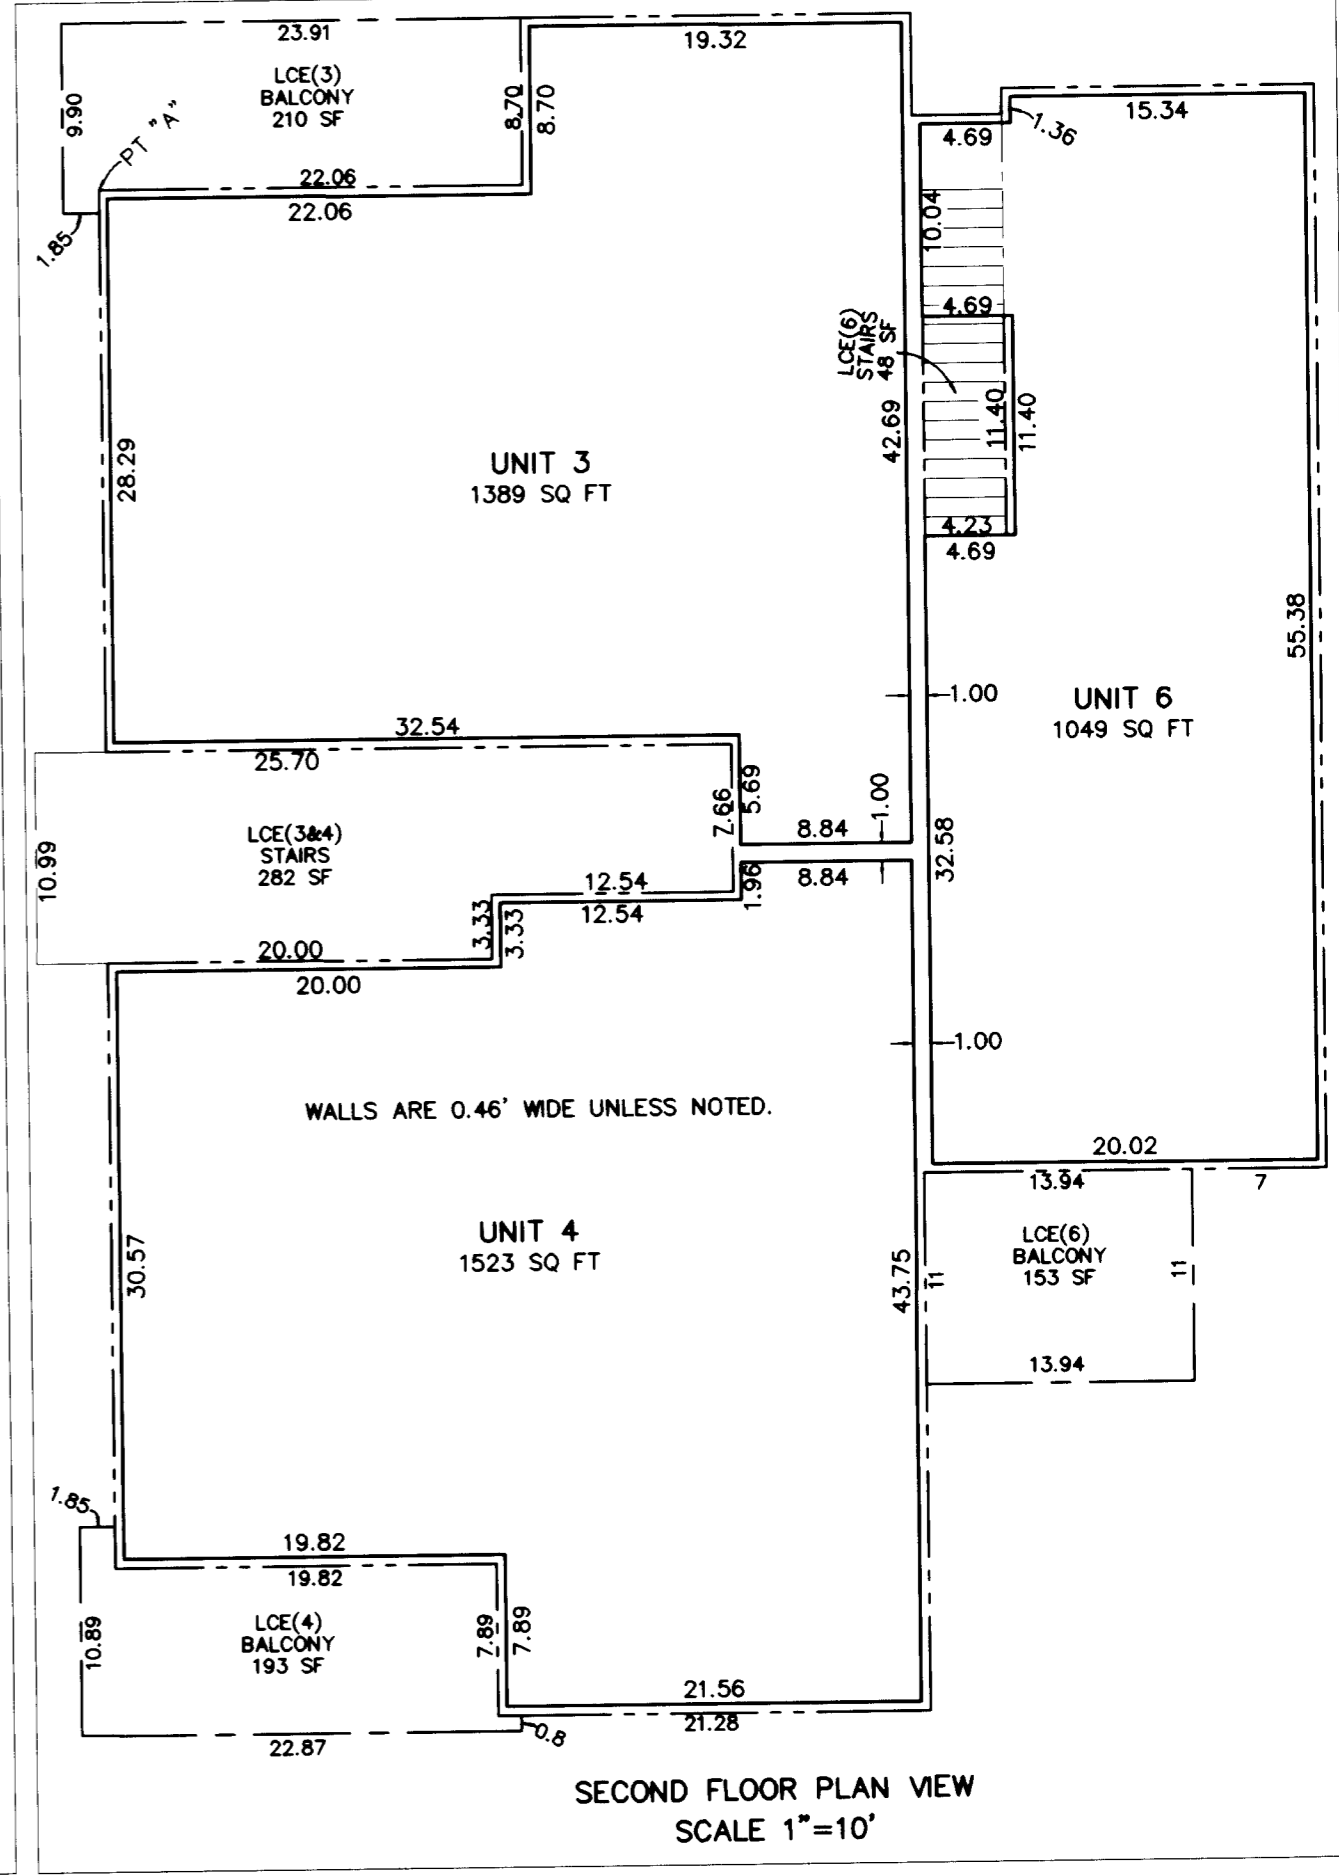 23.91
19.32
LCE(3)
BALCONY
210 SF
9.90
8.70
8.70
PT "A"
15.34
1.36
4.69
22.06
22.06
1.85
10.04
4.69
LCE(6)
STAIRS
48 SF
11.40
11.40
42.69
28.29
UNIT 3
1389 SQ FT
4.23
4.69
55.38
1.00
UNIT 6
1049 SQ FT
32.54
25.70
7.66
5.69
1.00
8.84
8.84
32.58
LCE(3&4)
STAIRS
282 SF
10.99
12.54
12.54
1.96
3.33
3.33
20.00
20.00
1.00
WALLS ARE 0.46' WIDE UNLESS NOTED.
20.02
13.94
7
UNIT 4
1523 SQ FT
30.57
43.75
11
LCE(6)
BALCONY
153 SF
11
13.94
1.85
19.82
19.82
LCE(4)
BALCONY
193 SF
10.89
7.89
7.89
21.56
21.28
0.8
22.87
SECOND FLOOR PLAN VIEW
SCALE 1"=10'